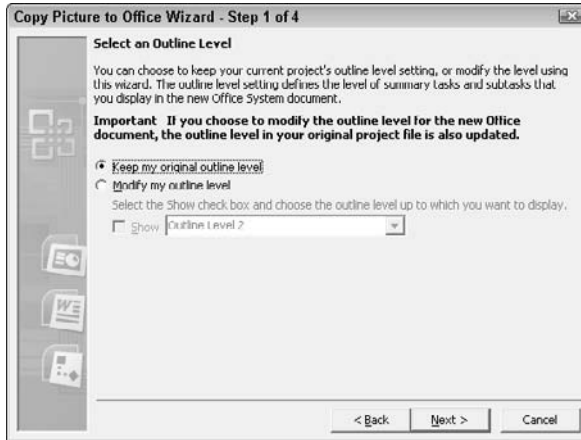 Copy Picture to Office Wizard - Step 1 of 4
Select an Outline Level
You can choose to keep your current project's outline level setting, or modify the level using
this wizard. The outline level setting defines the level of summary tasks and subtasks that
you display in the new Office System document.
Important If you choose to modify the outline level for the new Office
document, the outline level in your original project file is also updated.
Keep my original outline level
Modify my outline level
Select the Show check box and choose the outline level up to which you want to display.
Show Outline Level 2
< Back Next > Cancel